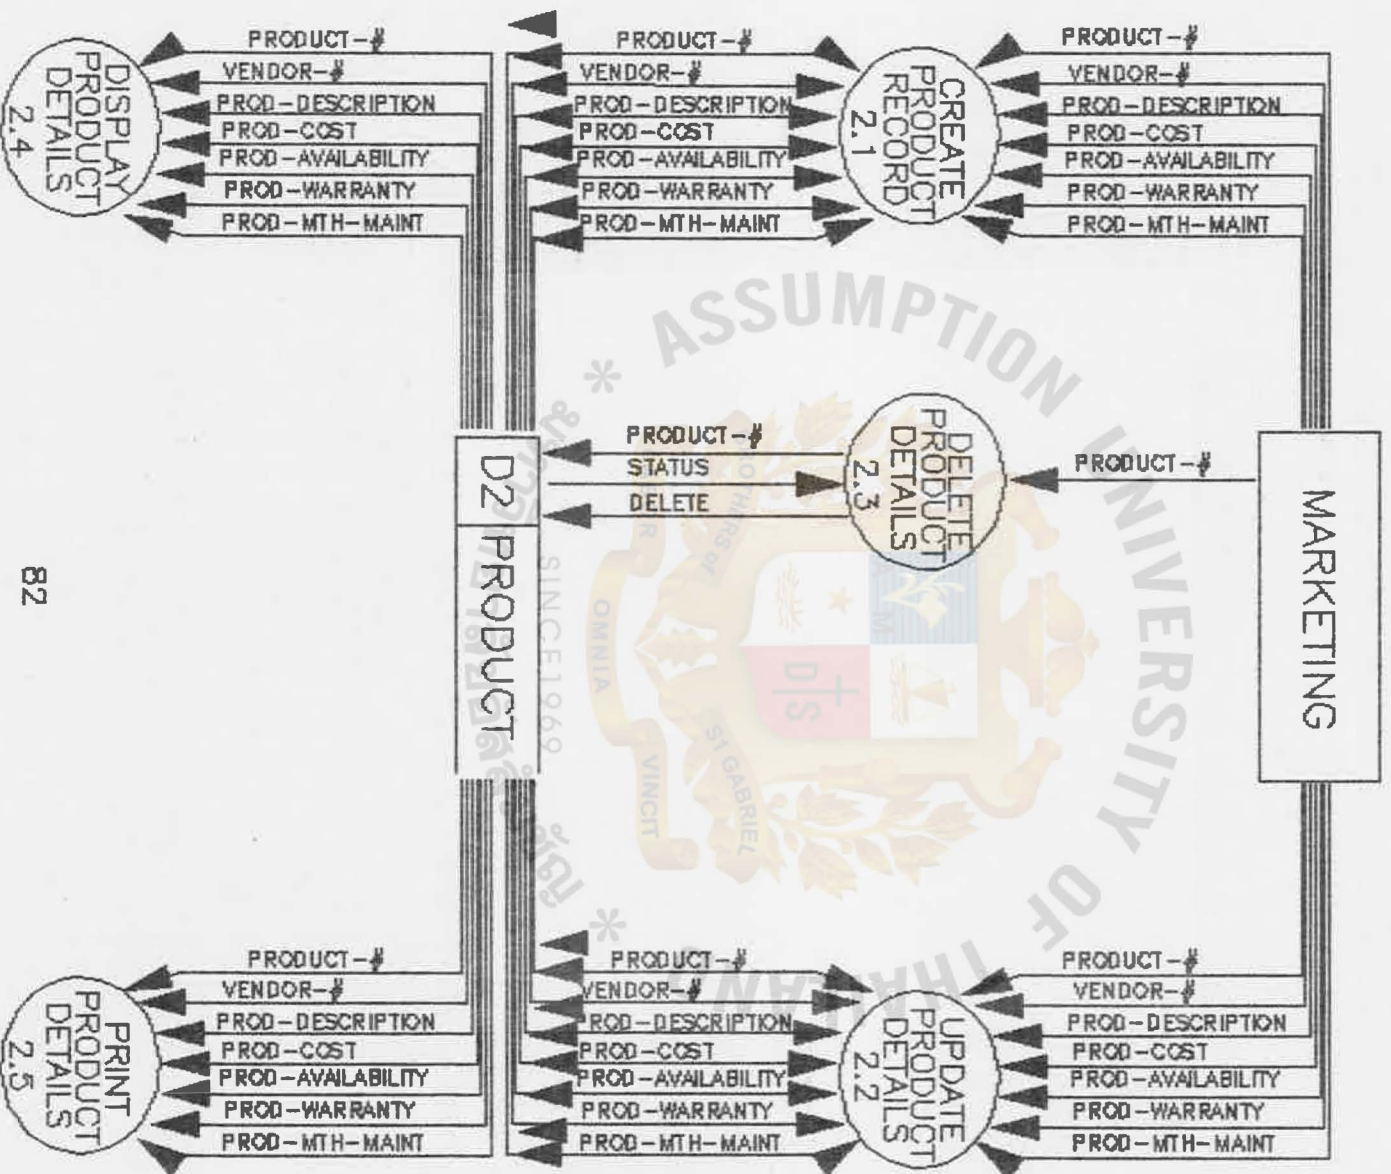 PRODUCT-#
VENDOR-#
PROD-DESCRIPTION
PROD-COST
PROD-AVAILABILITY
PROD-WARRANTY
PROD-MTH-MAINT
DISPLAY
PRODUCT
DETAILS
2.4
PRODUCT-#
VENDOR-#
PROD-DESCRIPTION
PROD-COST
PROD-AVAILABILITY
PROD-WARRANTY
PROD-MTH-MAINT
CREATE
PRODUCT
RECORD
2.1
PRODUCT-#
VENDOR-#
PROD-DESCRIPTION
PROD-COST
PROD-AVAILABILITY
PROD-WARRANTY
PROD-MTH-MAINT
PRODUCT-#
STATUS
DELETE
DELETE
PRODUCT
DETAILS
2.3
PRODUCT-#
MARKETING
D2 PRODUCT
82
PRODUCT-#
VENDOR-#
PROD-DESCRIPTION
PROD-COST
PROD-AVAILABILITY
PROD-WARRANTY
PROD-MTH-MAINT
PRINT
PRODUCT
DETAILS
2.5
PRODUCT-#
VENDOR-#
ROD-DESCRIPTION
PROD-COST
PROD-AVAILABILITY
PROD-WARRANTY
PROD-MTH-MAINT
UPDATE
PRODUCT
DETAILS
2.2
PRODUCT-#
VENDOR-#
PROD-DESCRIPTION
PROD-COST
PROD-AVAILABILITY
PROD-WARRANTY
PROD-MTH-MAINT
ASSUMPTION UNIVERSITY OF THAILAND
SINCE 1969
OMNIA
VINCIT
BROTHERS OF
ST GABRIEL
D S
M